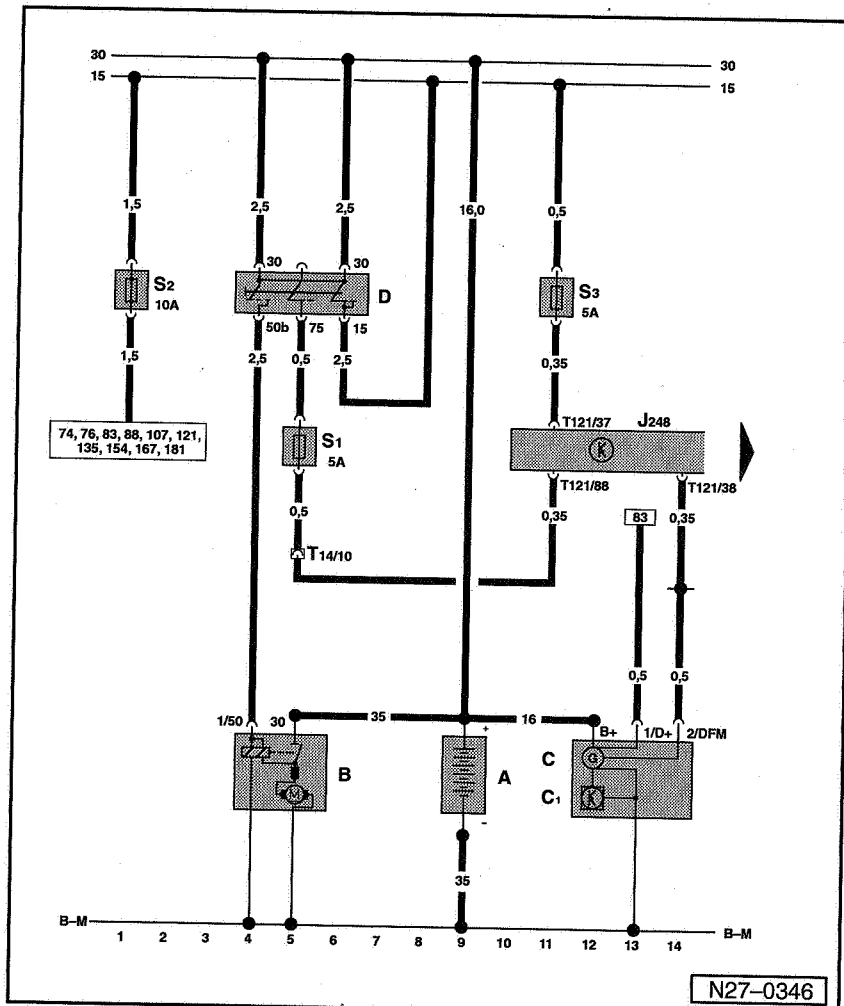 30 30
15 15
1,5 2,5 2,5 16,0 0,5
30 30
S2 10A
D
S3 5A
50b 75 15
1,5 2,5 0,5 2,5 0,35
74, 76, 83, 88, 107, 121,
135, 154, 167, 181
S1 5A
T121/37 J248
K
T121/88 T121/38
0,5 0,35 83 0,35
T14/10
0,5 0,5
1/50 30 35 16 B+ 1/D+ 2/DFM
+
B M A C G
C1 K
-
35
B-M B-M
1 2 3 4 5 6 7 8 9 10 11 12 13 14
N27-0346